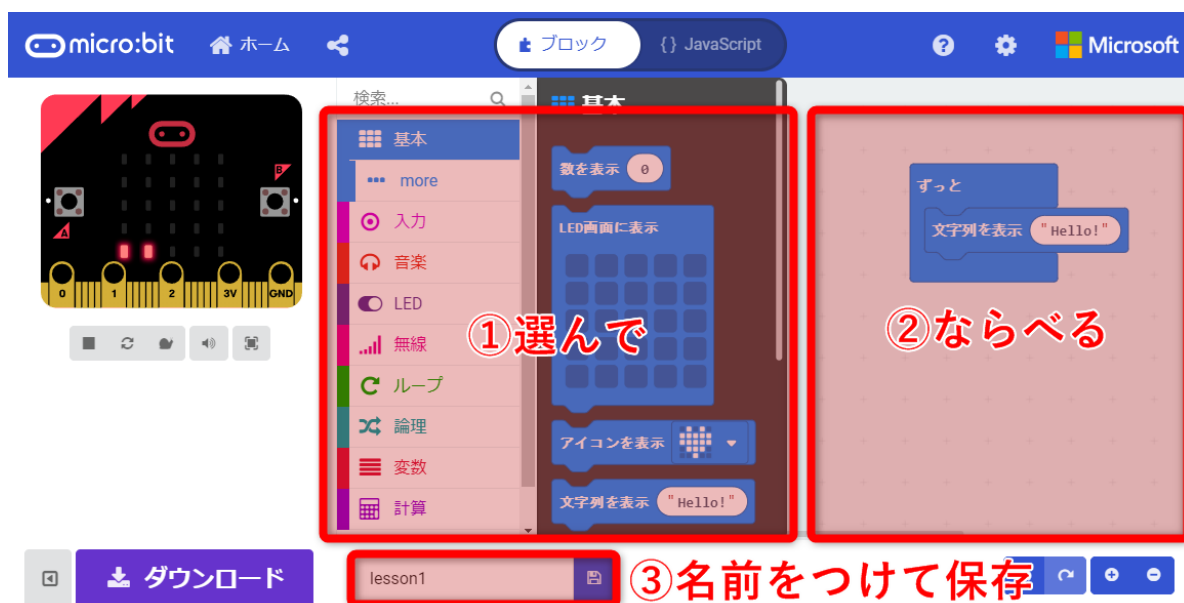 micro:bit
ホーム
ブロック
{} JavaScript
Microsoft
検索...
基本
more
入力
音楽
LED
無線
ループ
論理
変数
計算
基本
数を表示 0
LED画面に表示
アイコンを表示
文字列を表示 "Hello!"
①選んで
ずっと
文字列を表示 "Hello!"
②ならべる
B
A
0 1 2 3V GND
ダウンロード
lesson1
③名前をつけて保存